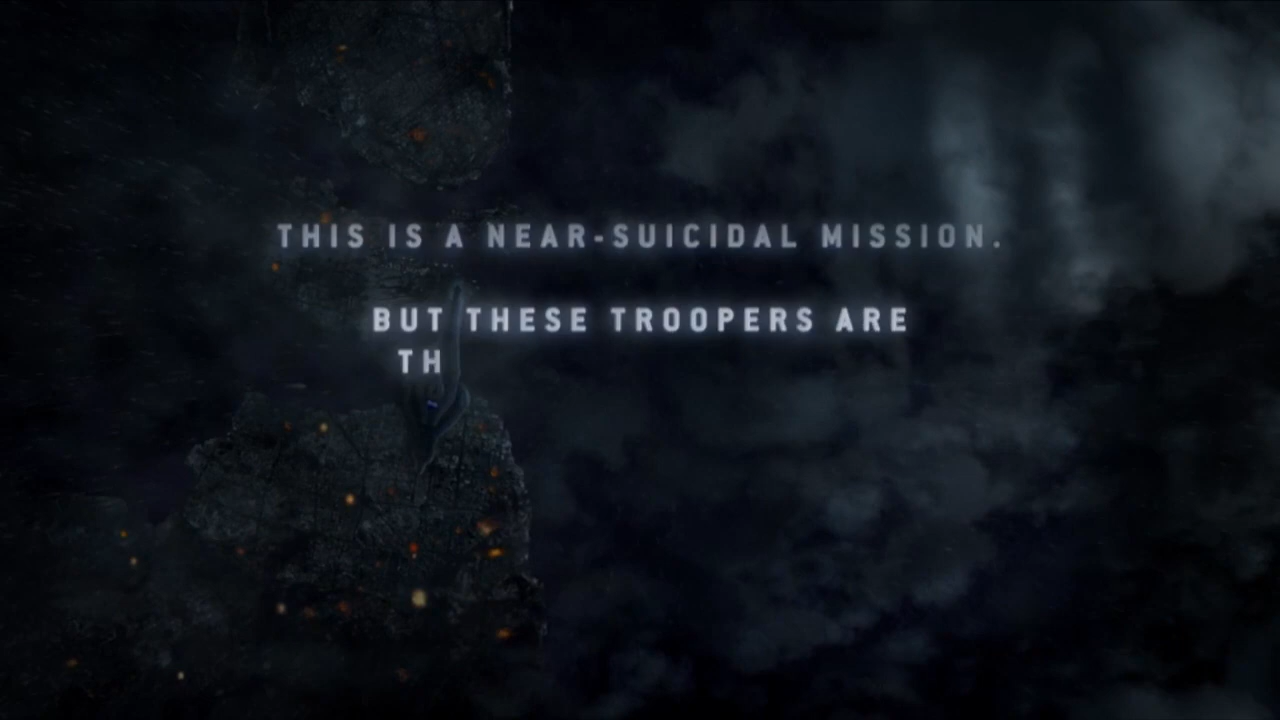 THIS IS A NEAR-SUICIDAL MISSION.
BUT THESE TROOPERS ARE
TH